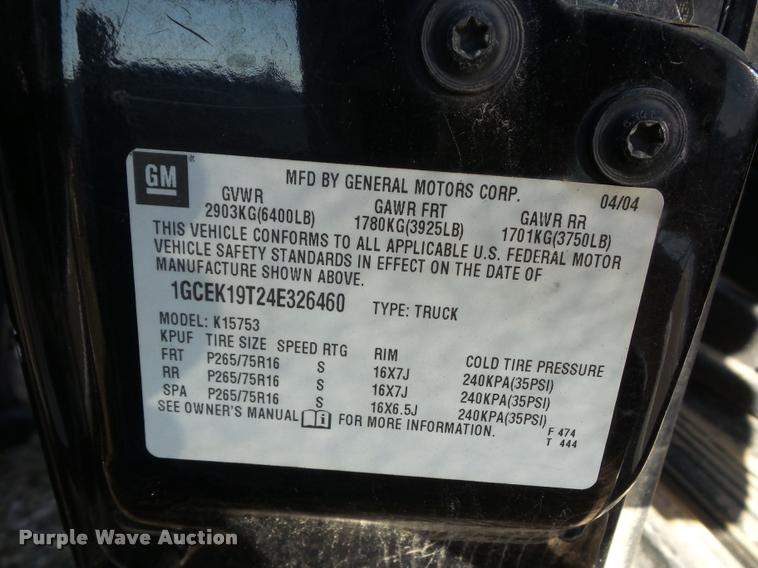 GM ®
MFD BY GENERAL MOTORS CORP. 04/04
GVWR GAWR FRT GAWR RR
2903KG(6400LB) 1780KG(3925LB) 1701KG(3750LB)
THIS VEHICLE CONFORMS TO ALL APPLICABLE U.S. FEDERAL MOTOR
VEHICLE SAFETY STANDARDS IN EFFECT ON THE DATE OF
MANUFACTURE SHOWN ABOVE.
1GCEK19T24E326460 TYPE: TRUCK
MODEL: K15753
KPUF TIRE SIZE SPEED RTG RIM COLD TIRE PRESSURE
FRT P265/75R16 S 16X7J 240KPA(35PSI)
RR P265/75R16 S 16X7J 240KPA(35PSI)
SPA P265/75R16 S 16X6.5J 240KPA(35PSI)
SEE OWNER'S MANUAL FOR MORE INFORMATION.
F 474
T 444
Purple Wave Auction